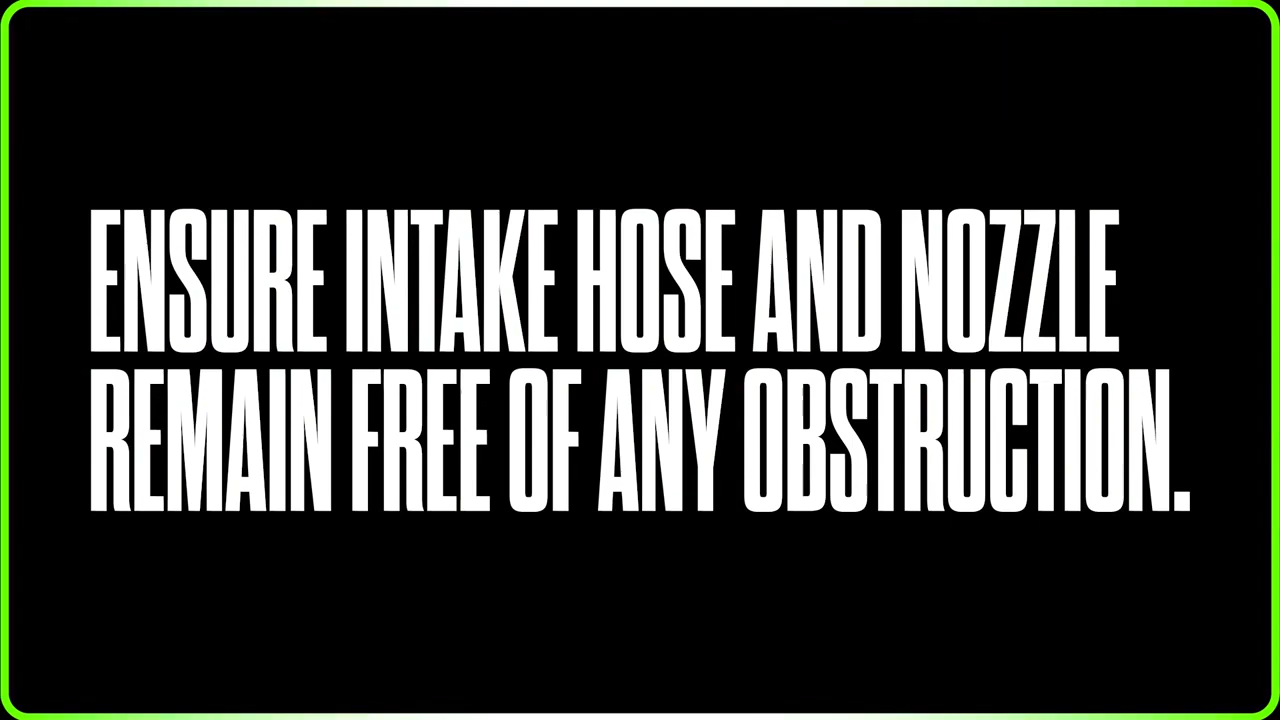 ENSURE INTAKE HOSE AND NOZZLE
REMAIN FREE OF ANY OBSTRUCTION.